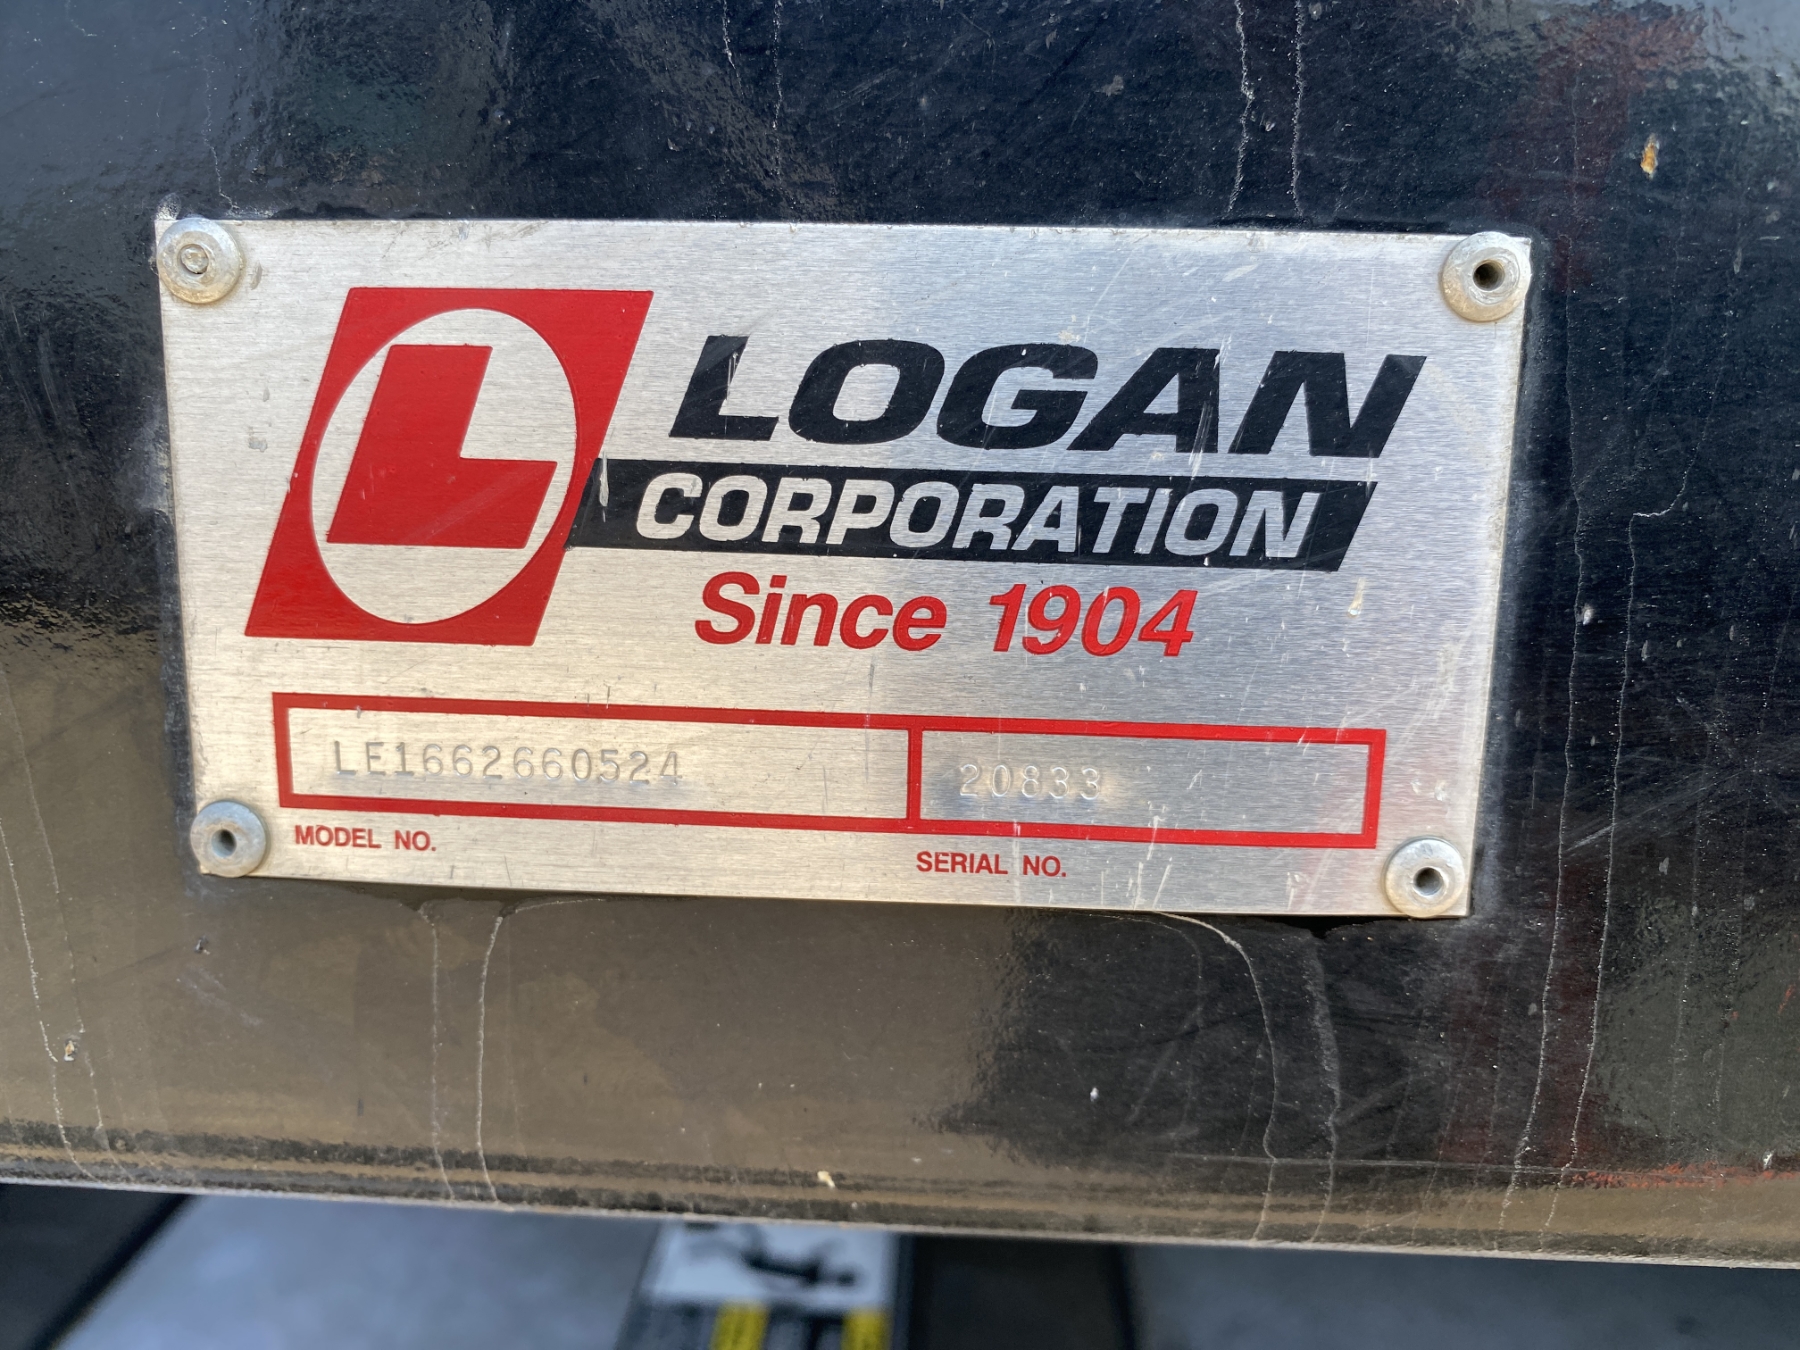 L
LOGAN
CORPORATION
Since 1904
LE1662660524 20833
MODEL NO. SERIAL NO.